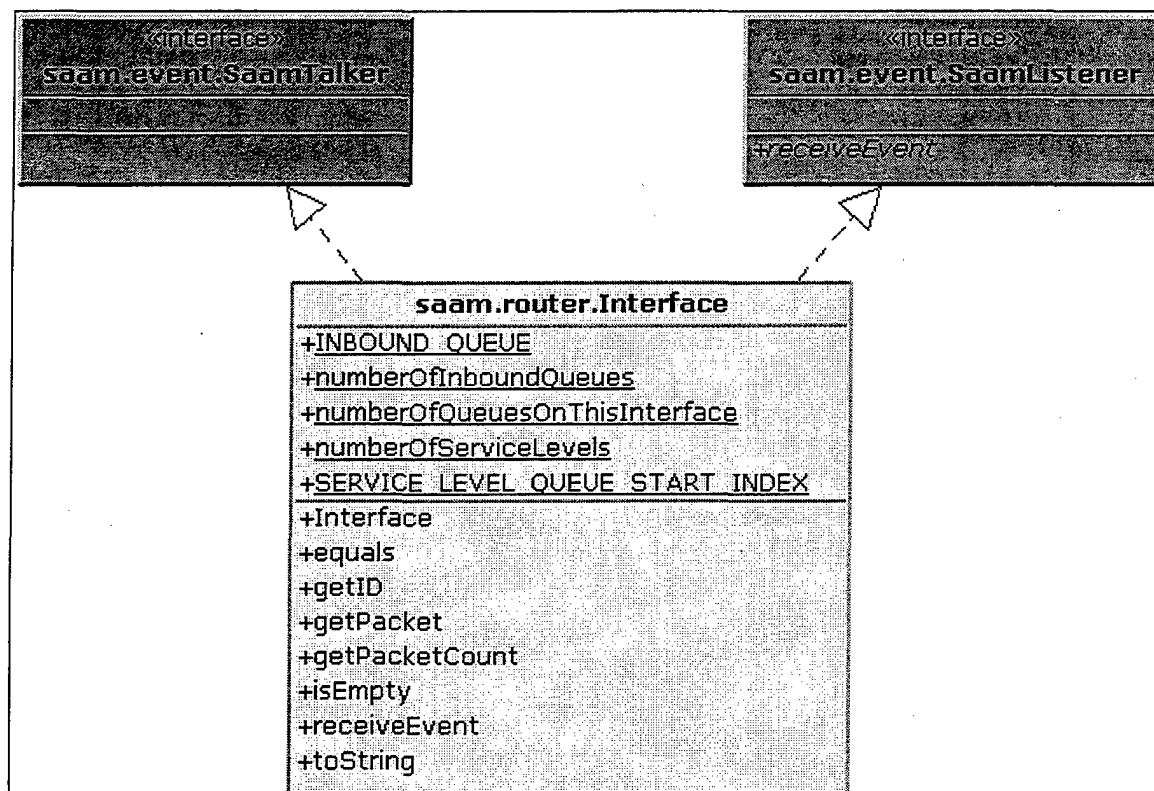 «interface»
saam.event.SaamTalker
«interface»
saam.event.SaamListener
+receiveEvent
saam.router.Interface
+INBOUND_QUEUE
+numberOfInboundQueues
+numberOfQueuesOnThisInterface
+numberOfServiceLevels
+SERVICE_LEVEL_QUEUE_START_INDEX
+Interface
+equals
+getID
+getPacket
+getPacketCount
+isEmpty
+receiveEvent
+toString